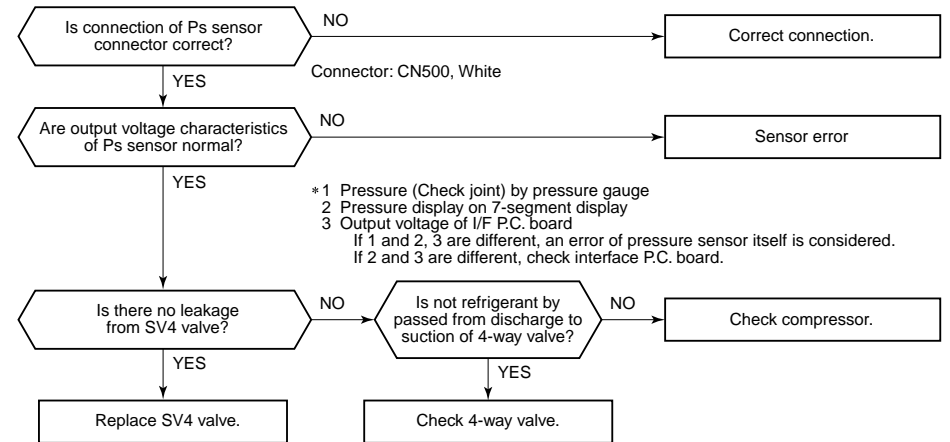 Is connection of Ps sensor
connector correct?
NO
Correct connection.
YES
Connector: CN500, White
Are output voltage characteristics
of Ps sensor normal?
NO
Sensor error
YES
*1 Pressure (Check joint) by pressure gauge
2 Pressure display on 7-segment display
3 Output voltage of I/F P.C. board
If 1 and 2, 3 are different, an error of pressure sensor itself is considered.
If 2 and 3 are different, check interface P.C. board.
Is there no leakage
from SV4 valve?
NO
Is not refrigerant by
passed from discharge to
suction of 4-way valve?
NO
Check compressor.
YES
YES
Replace SV4 valve.
Check 4-way valve.